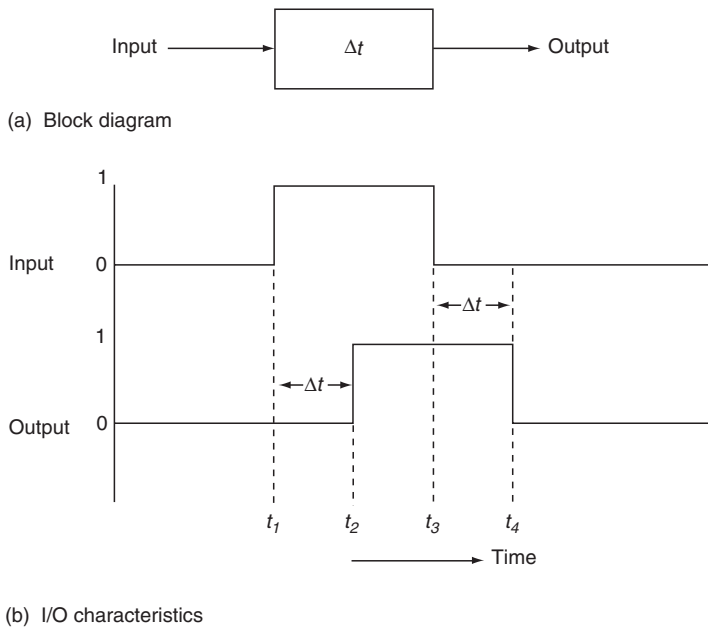 Input
Δt
Output
(a) Block diagram
1
Input
0
Δt
1
Δt
Output
0
t1 t2 t3 t4
Time
(b) I/O characteristics